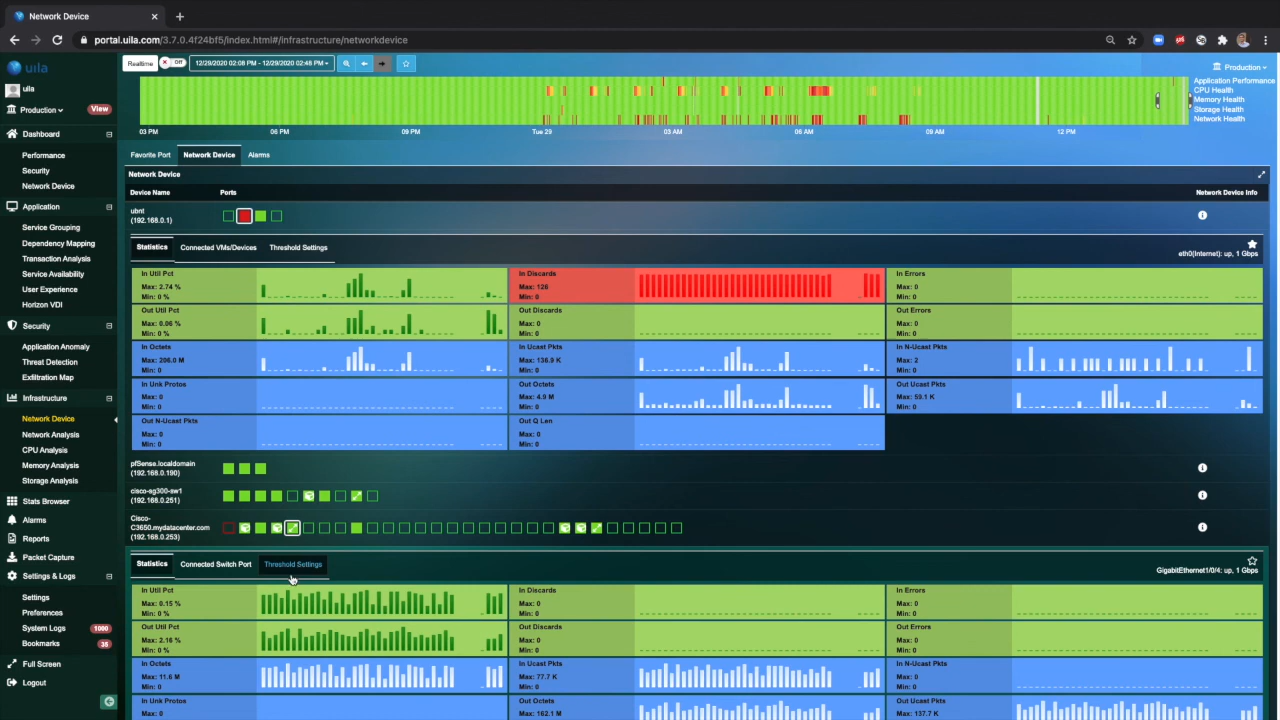 Network Device
portal.uila.com/3.7.0.4f24bf5/index.html#/infrastructure/networkdevice
uila
Realtime
Off
12/29/2020 02:08 PM - 12/29/2020 02:48 PM
Production
uila
Production
View
Application Performance
CPU Health
Memory Health
Storage Health
Network Health
03 PM
06 PM
09 PM
Tue 29
03 AM
06 AM
09 AM
12 PM
Dashboard
Performance
Security
Network Device
Application
Service Grouping
Dependency Mapping
Transaction Analysis
Service Availability
User Experience
Horizon VDI
Security
Application Anomaly
Threat Detection
Exfiltration Map
Infrastructure
Network Device
Network Analysis
CPU Analysis
Memory Analysis
Storage Analysis
Stats Browser
Alarms
Reports
Packet Capture
Settings & Logs
Settings
Preferences
System Logs
1000
Bookmarks
35
Full Screen
Logout
Favorite Port
Network Device
Alarms
Network Device
Device Name
Ports
Network Device Info
ubnt
(192.168.0.1)
Statistics
Connected VMs/Devices
Threshold Settings
eth0(Internet): up, 1 Gbps
In Util Pct
Max: 2.74 %
Min: 0 %
In Discards
Max: 126
Min: 0
In Errors
Max: 0
Min: 0
Out Util Pct
Max: 0.06 %
Min: 0 %
Out Discards
Max: 0
Min: 0
Out Errors
Max: 0
Min: 0
In Octets
Max: 206.0 M
Min: 0
In Ucast Pkts
Max: 136.9 K
Min: 0
In N-Ucast Pkts
Max: 2
Min: 0
In Unk Protos
Max: 0
Min: 0
Out Octets
Max: 4.9 M
Min: 0
Out Ucast Pkts
Max: 59.1 K
Min: 0
Out N-Ucast Pkts
Max: 0
Min: 0
Out Q Len
Max: 0
Min: 0
pfSense.localdomain
(192.168.0.190)
cisco-sg300-sw1
(192.168.0.251)
Cisco-
C3650.mydatacenter.com
(192.168.0.253)
Statistics
Connected Switch Port
Threshold Settings
GigabitEthernet1/0/4: up, 1 Gbps
In Util Pct
Max: 0.15 %
Min: 0 %
In Discards
Max: 0
Min: 0
In Errors
Max: 0
Min: 0
Out Util Pct
Max: 2.16 %
Min: 0 %
Out Discards
Max: 0
Min: 0
Out Errors
Max: 0
Min: 0
In Octets
Max: 11.6 M
Min: 0
In Ucast Pkts
Max: 77.7 K
Min: 0
In N-Ucast Pkts
Max: 0
Min: 0
In Unk Protos
Max: 0
Out Octets
Max: 162.1 M
Out Ucast Pkts
Max: 137.7 K